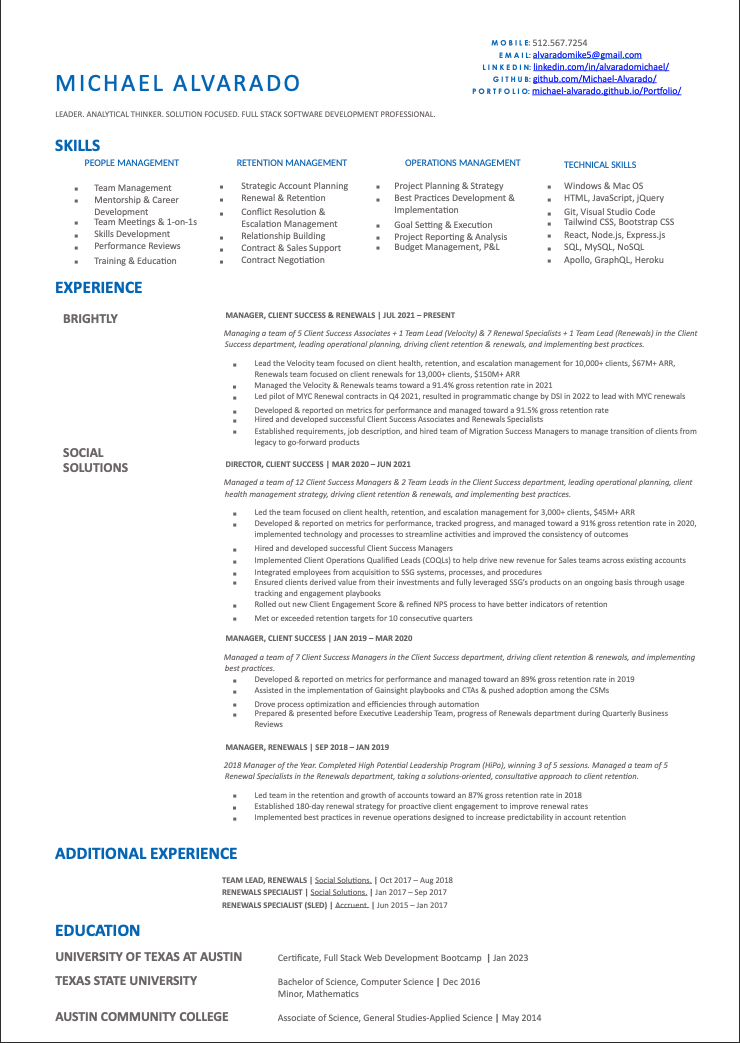 MOBILE: 512.567.7254
EMAIL: alvaradomike5@gmail.com
LINKEDIN: linkedin.com/in/alvaradomichael/
GITHUB: github.com/Michael-Alvarado/
PORTFOLIO: michael-alvarado.github.io/Portfolio/
MICHAEL ALVARADO
LEADER. ANALYTICAL THINKER. SOLUTION FOCUSED. FULL STACK SOFTWARE DEVELOPMENT PROFESSIONAL.
SKILLS
PEOPLE MANAGEMENT
Team Management
Mentorship & Career
Development
Team Meetings & 1-on-1s
Skills Development
Performance Reviews
Training & Education
RETENTION MANAGEMENT
Strategic Account Planning
Renewal & Retention
Conflict Resolution &
Escalation Management
Relationship Building
Contract & Sales Support
Contract Negotiation
OPERATIONS MANAGEMENT
Project Planning & Strategy
Best Practices Development &
Implementation
Goal Setting & Execution
Project Reporting & Analysis
Budget Management, P&L
TECHNICAL SKILLS
Windows & Mac OS
HTML, JavaScript, jQuery
Git, Visual Studio Code
Tailwind CSS, Bootstrap CSS
React, Node.js, Express.js
SQL, MySQL, NoSQL
Apollo, GraphQL, Heroku
EXPERIENCE
BRIGHTLY
MANAGER, CLIENT SUCCESS & RENEWALS | JUL 2021 – PRESENT
Managing a team of 5 Client Success Associates + 1 Team Lead (Velocity) & 7 Renewal Specialists + 1 Team Lead (Renewals) in the Client
Success department, leading operational planning, driving client retention & renewals, and implementing best practices.
Lead the Velocity team focused on client health, retention, and escalation management for 10,000+ clients, $67M+ ARR,
Renewals team focused on client renewals for 13,000+ clients, $150M+ ARR
Managed the Velocity & Renewals teams toward a 91.4% gross retention rate in 2021
Led pilot of MYC Renewal contracts in Q4 2021, resulted in programmatic change by DSI in 2022 to lead with MYC renewals
Developed & reported on metrics for performance and managed toward a 91.5% gross retention rate
Hired and developed successful Client Success Associates and Renewals Specialists
Established requirements, job description, and hired team of Migration Success Managers to manage transition of clients from
legacy to go-forward products
SOCIAL
SOLUTIONS
DIRECTOR, CLIENT SUCCESS | MAR 2020 – JUN 2021
Managed a team of 12 Client Success Managers & 2 Team Leads in the Client Success department, leading operational planning, client
health management strategy, driving client retention & renewals, and implementing best practices.
Led the team focused on client health, retention, and escalation management for 3,000+ clients, $45M+ ARR
Developed & reported on metrics for performance, tracked progress, and managed toward a 91% gross retention rate in 2020,
implemented technology and processes to streamline activities and improved the consistency of outcomes
Hired and developed successful Client Success Managers
Implemented Client Operations Qualified Leads (COQLs) to help drive new revenue for Sales teams across existing accounts
Integrated employees from acquisition to SSG systems, processes, and procedures
Ensured clients derived value from their investments and fully leveraged SSG's products on an ongoing basis through usage
tracking and engagement playbooks
Rolled out new Client Engagement Score & refined NPS process to have better indicators of retention
Met or exceeded retention targets for 10 consecutive quarters
MANAGER, CLIENT SUCCESS | JAN 2019 – MAR 2020
Managed a team of 7 Client Success Managers in the Client Success department, driving client retention & renewals, and implementing
best practices.
Developed & reported on metrics for performance and managed toward an 89% gross retention rate in 2019
Assisted in the implementation of Gainsight playbooks and CTAs & pushed adoption among the CSMs
Drove process optimization and efficiencies through automation
Prepared & presented before Executive Leadership Team, progress of Renewals department during Quarterly Business
Reviews
MANAGER, RENEWALS | SEP 2018 – JAN 2019
2018 Manager of the Year. Completed High Potential Leadership Program (HiPo), winning 3 of 5 sessions. Managed a team of 5
Renewal Specialists in the Renewals department, taking a solutions-oriented, consultative approach to client retention.
Led team in the retention and growth of accounts toward an 87% gross retention rate in 2018
Established 180-day renewal strategy for proactive client engagement to improve renewal rates
Implemented best practices in revenue operations designed to increase predictability in account retention
ADDITIONAL EXPERIENCE
TEAM LEAD, RENEWALS | Social Solutions. | Oct 2017 – Aug 2018
RENEWALS SPECIALIST | Social Solutions. | Jan 2017 – Sep 2017
RENEWALS SPECIALIST (SLED) | Accruent. | Jun 2015 – Jan 2017
EDUCATION
UNIVERSITY OF TEXAS AT AUSTIN Certificate, Full Stack Web Development Bootcamp | Jan 2023
TEXAS STATE UNIVERSITY Bachelor of Science, Computer Science | Dec 2016
Minor, Mathematics
AUSTIN COMMUNITY COLLEGE Associate of Science, General Studies-Applied Science | May 2014